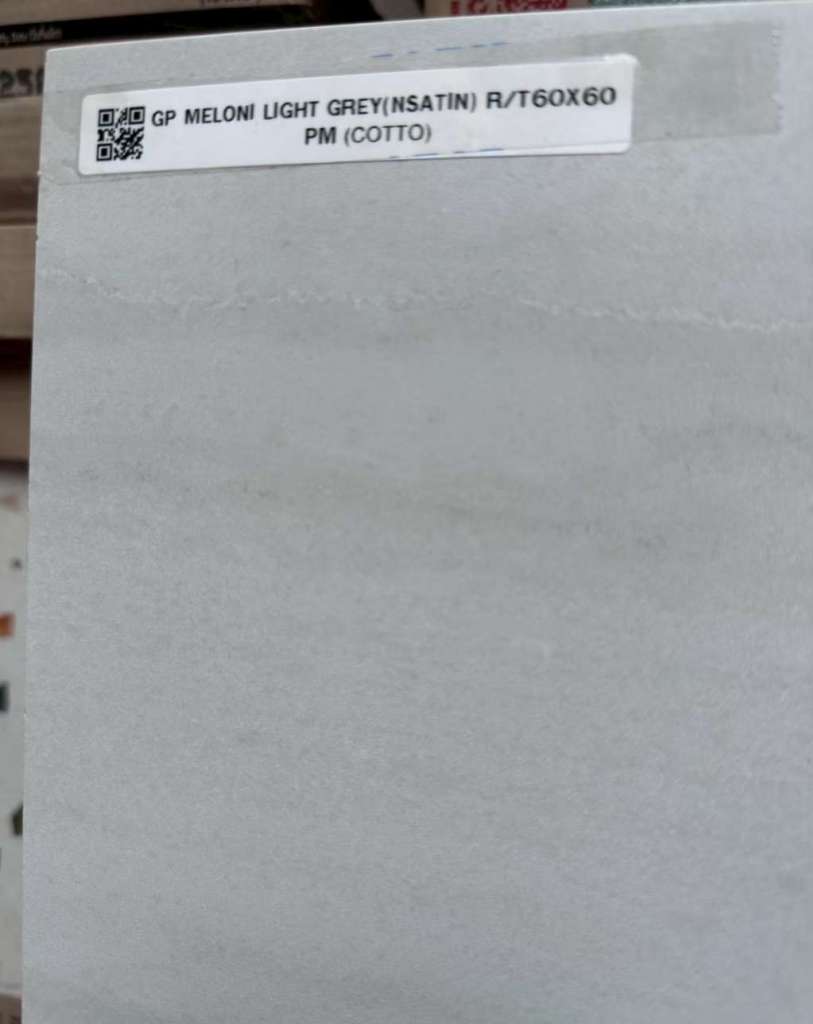 GP MELONI LIGHT GREY(NSATIN) R/T60X60
PM (COTTO)